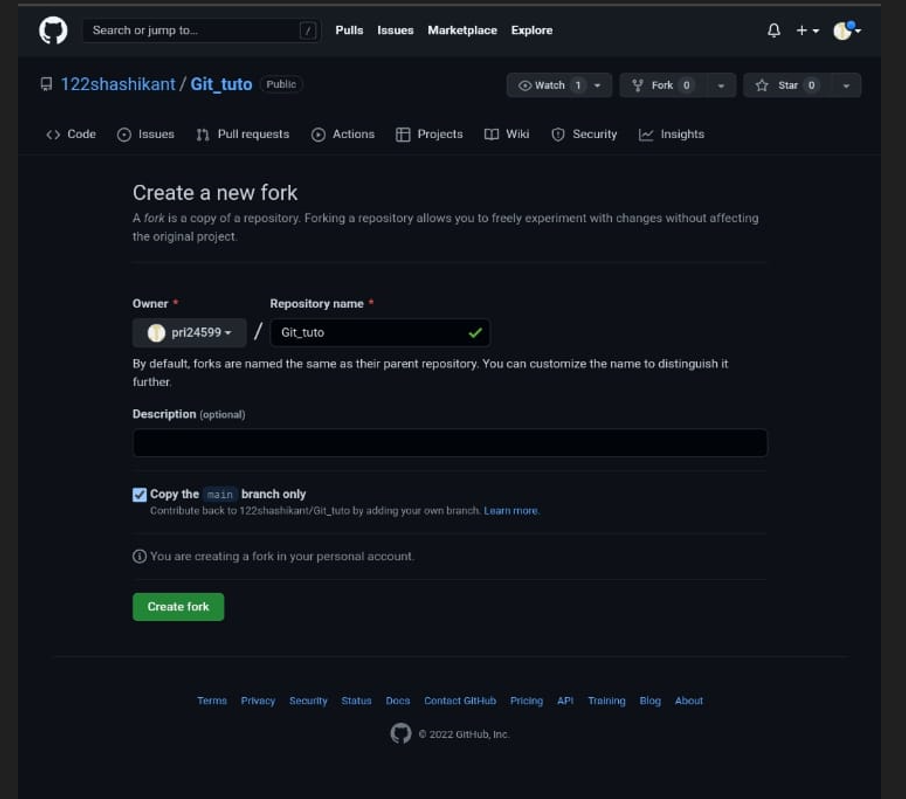 Search or jump to... /
Pulls Issues Marketplace Explore
122shashikant / Git_tuto Public
Watch 1 Fork 0 Star 0
Code Issues Pull requests Actions Projects Wiki Security Insights
Create a new fork
A fork is a copy of a repository. Forking a repository allows you to freely experiment with changes without affecting
the original project.
Owner * Repository name *
pri24599 / Git_tuto
By default, forks are named the same as their parent repository. You can customize the name to distinguish it
further.
Description (optional)
Copy the main branch only
Contribute back to 122shashikant/Git_tuto by adding your own branch. Learn more.
You are creating a fork in your personal account.
Create fork
Terms Privacy Security Status Docs Contact GitHub Pricing API Training Blog About
© 2022 GitHub, Inc.